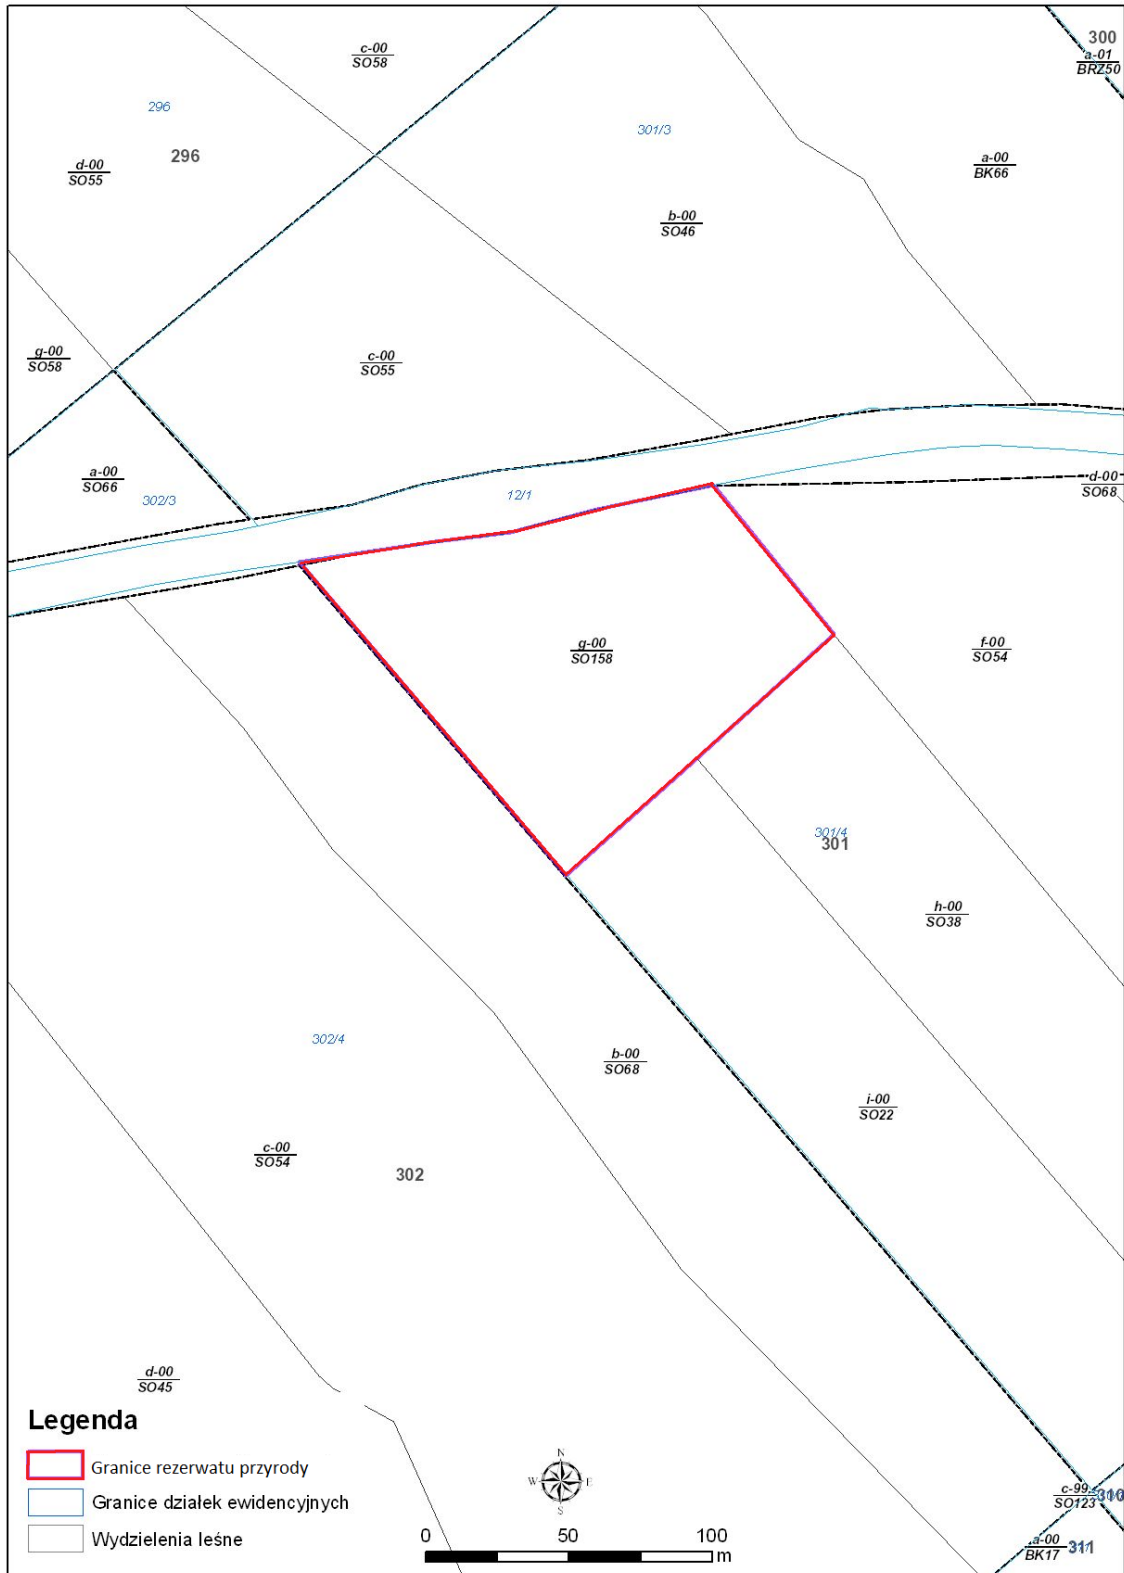 c-00
SO58
300
a-01
BRZ50
296
301/3
296
d-00
SO55
a-00
BK66
b-00
SO46
g-00
SO58
c-00
SO55
a-00
SO66
302/3
12/1
d-00
SO68
g-00
SO158
f-00
SO54
301/4
301
h-00
SO38
302/4
b-00
SO68
i-00
SO22
c-00
SO54
302
d-00
SO45
Legenda
Granice rezerwatu przyrody
Granice działek ewidencyjnych
Wydzielenia leśne
N
W E
S
0 50 100
m
c-99
SO123
310
a-00
BK17
311